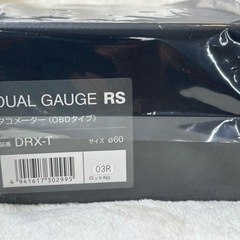 DUAL GAUGE RS
タコメーター(OBDタイプ)
品番 DRX-T サイズ ø60
4 941617 302995
03R
ロットNo.